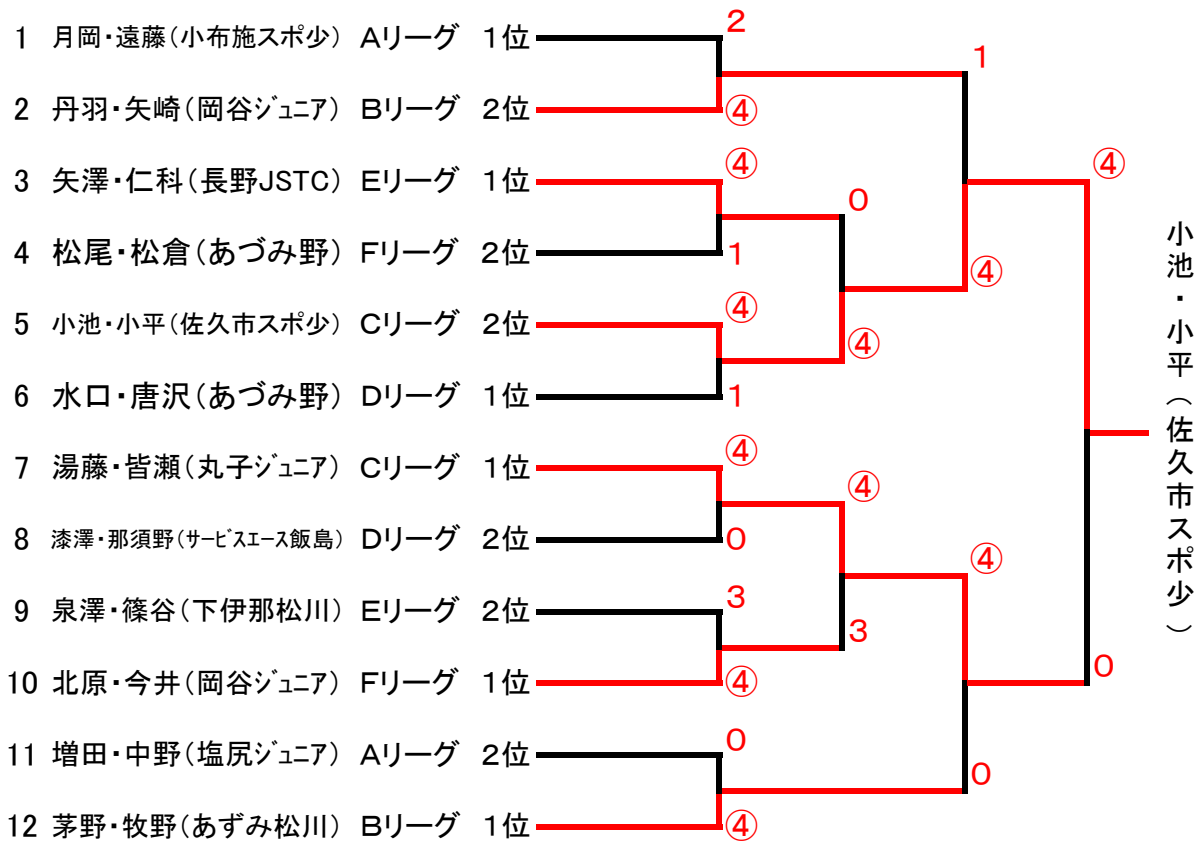 1 月岡・遠藤(小布施スポ少) Aリーグ 1位
2
2 丹羽・矢崎(岡谷ジュニア) Bリーグ 2位
④
1
3 矢澤・仁科(長野JSTC) Eリーグ 1位
④
0
④
4 松尾・松倉(あづみ野) Fリーグ 2位
1
④
5 小池・小平(佐久市スポ少) Cリーグ 2位
④
④
6 水口・唐沢(あづみ野) Dリーグ 1位
1
7 湯藤・皆瀬(丸子ジュニア) Cリーグ 1位
④
④
8 漆澤・那須野(サービスエース飯島) Dリーグ 2位
0
④
9 泉澤・篠谷(下伊那松川) Eリーグ 2位
3
3
10 北原・今井(岡谷ジュニア) Fリーグ 1位
④
0
11 増田・中野(塩尻ジュニア) Aリーグ 2位
0
0
12 茅野・牧野(あずみ松川) Bリーグ 1位
④
小池・小平(佐久市スポ少)